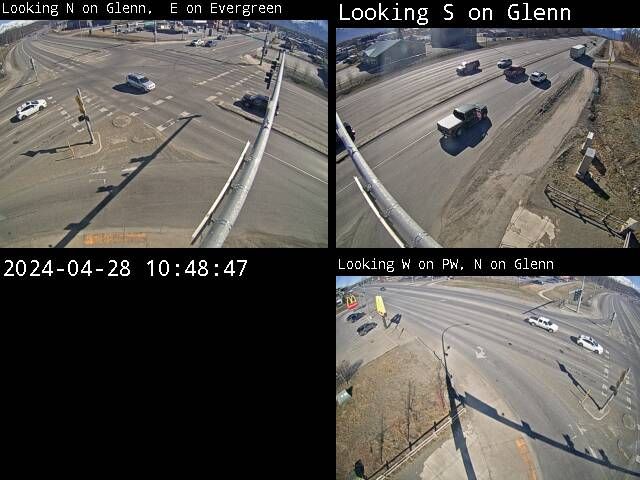 Looking N on Glenn,  E on Evergreen
Looking S on Glenn
2024-04-28 10:48:47
Looking W on PW, N on Glenn